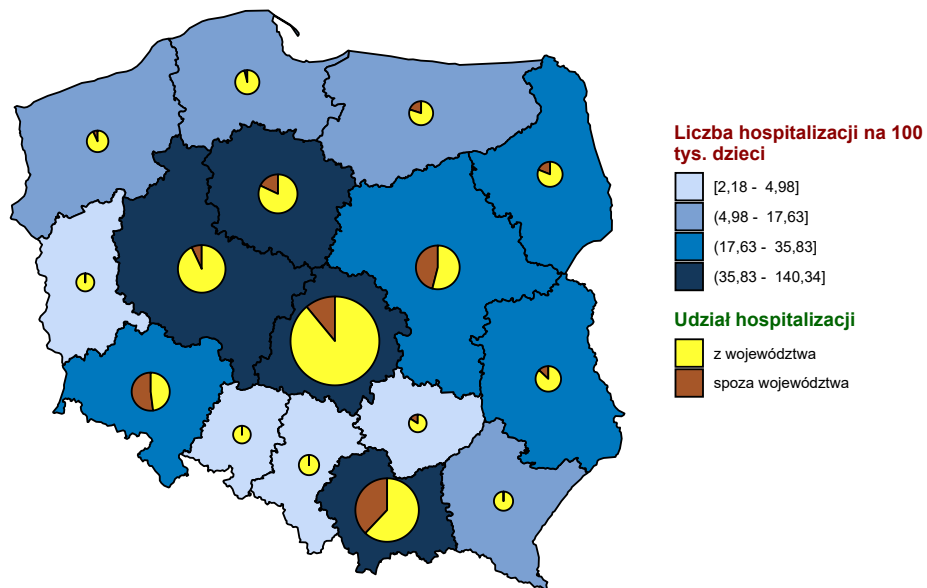 Liczba hospitalizacji na 100
tys. dzieci
[2,18 - 4,98]
(4,98 - 17,63]
(17,63 - 35,83]
(35,83 - 140,34]
Udział hospitalizacji
z województwa
spoza województwa